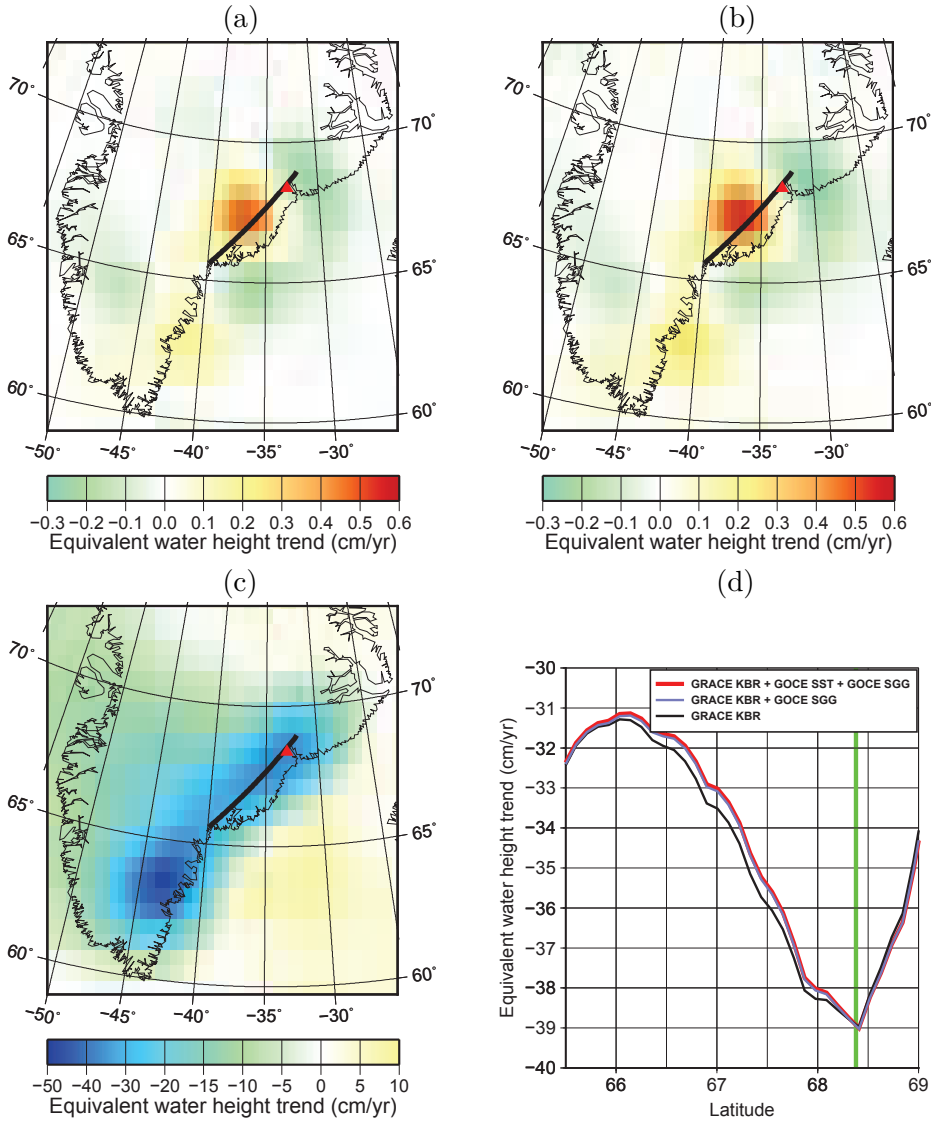 (a)
(b)
70°
70°
65°
65°
60°
60°
−50°
−45°
−40°
−35°
−30°
70°
70°
65°
65°
60°
60°
−50°
−45°
−40°
−35°
−30°
−0.3 −0.2 −0.1 0.0 0.1 0.2 0.3 0.4 0.5 0.6
Equivalent water height trend (cm/yr)
−0.3 −0.2 −0.1 0.0 0.1 0.2 0.3 0.4 0.5 0.6
Equivalent water height trend (cm/yr)
(c)
(d)
70°
70°
65°
65°
60°
60°
−50°
−45°
−40°
−35°
−30°
−50 −40 −30 −20 −15 −10 −5 0 5 10
Equivalent water height trend (cm/yr)
GRACE KBR + GOCE SST + GOCE SGG
GRACE KBR + GOCE SGG
GRACE KBR
Equivalent water height trend (cm/yr)
−30
−31
−32
−33
−34
−35
−36
−37
−38
−39
−40
66 67 68 69
Latitude